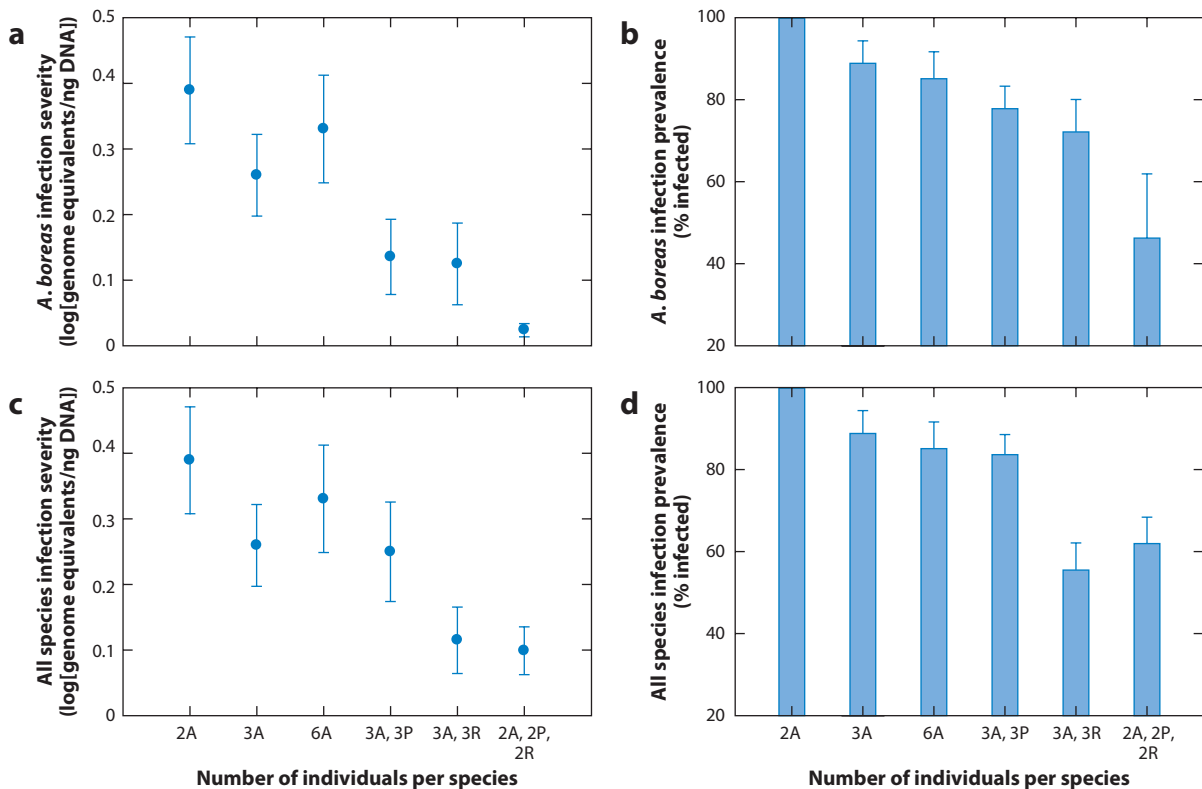 a
A. boreas infection severity
(log[genome equivalents/ng DNA])
0.5
0.4
0.3
0.2
0.1
0
b
A. boreas infection prevalence
(% infected)
100
80
60
40
20
c
All species infection severity
(log[genome equivalents/ng DNA])
0.5
0.4
0.3
0.2
0.1
0
2A
3A
6A
3A, 3P
3A, 3R
2A, 2P,
2R
Number of individuals per species
d
All species infection prevalence
(% infected)
100
80
60
40
20
2A
3A
6A
3A, 3P
3A, 3R
2A, 2P,
2R
Number of individuals per species